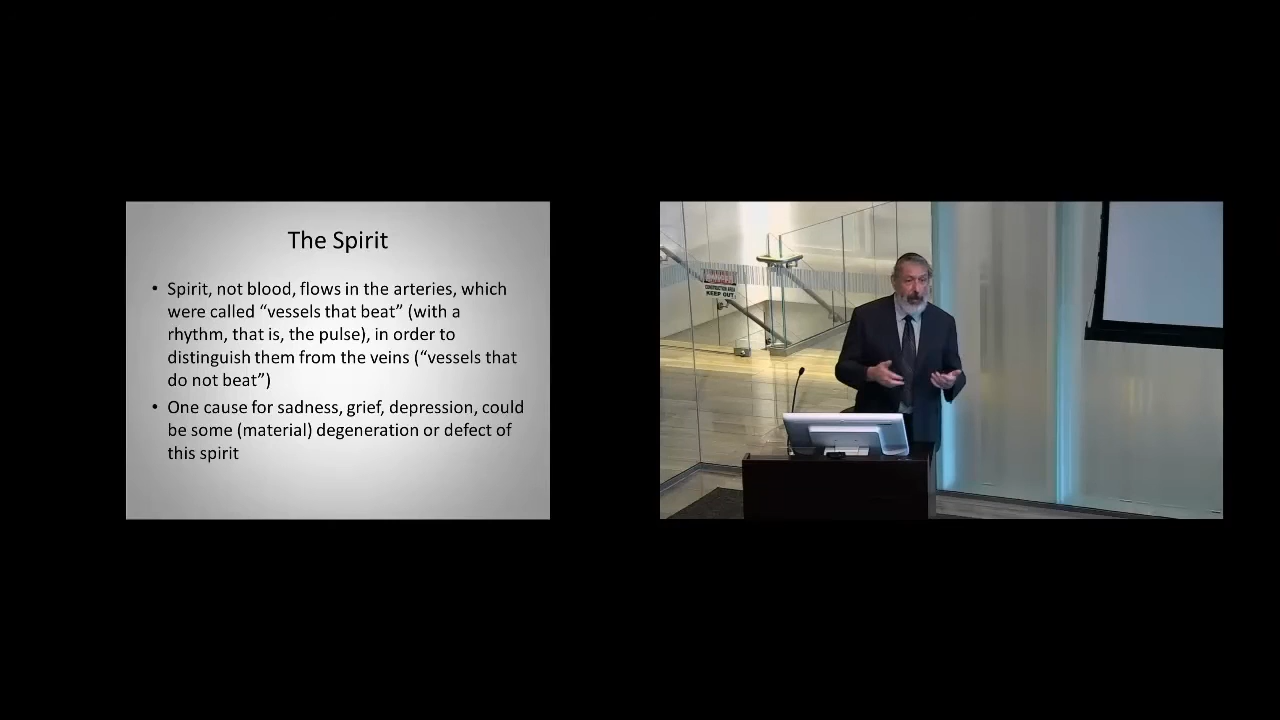 The Spirit
• Spirit, not blood, flows in the arteries, which
were called “vessels that beat” (with a
rhythm, that is, the pulse), in order to
distinguish them from the veins (“vessels that
do not beat”)
• One cause for sadness, grief, depression, could
be some (material) degeneration or defect of
this spirit
CONSTRUCTION AREA
KEEP OUT!